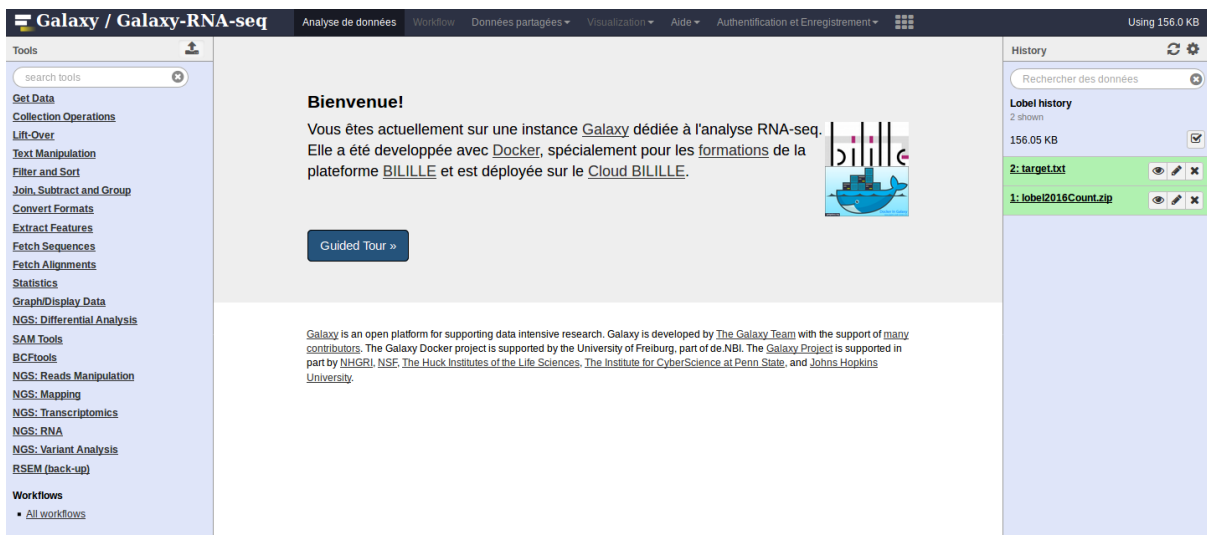 Galaxy / Galaxy-RNA-seq
Analyse de données
Workflow
Données partagées
Visualization
Aide
Authentification et Enregistrement
Using 156.0 KB
Tools
search tools
Get Data
Collection Operations
Lift-Over
Text Manipulation
Filter and Sort
Join, Subtract and Group
Convert Formats
Extract Features
Fetch Sequences
Fetch Alignments
Statistics
Graph/Display Data
NGS: Differential Analysis
SAM Tools
BCFtools
NGS: Reads Manipulation
NGS: Mapping
NGS: Transcriptomics
NGS: RNA
NGS: Variant Analysis
RSEM (back-up)
Workflows
All workflows
Bienvenue!
Vous êtes actuellement sur une instance Galaxy dédiée à l'analyse RNA-seq.
Elle a été developpée avec Docker, spécialement pour les formations de la
plateforme BILILLE et est déployée sur le Cloud BILILLE.
bilille
Guided Tour »
Galaxy is an open platform for supporting data intensive research. Galaxy is developed by The Galaxy Team with the support of many
contributors. The Galaxy Docker project is supported by the University of Freiburg, part of de.NBI. The Galaxy Project is supported in
part by NHGRI, NSF, The Huck Institutes of the Life Sciences, The Institute for CyberScience at Penn State, and Johns Hopkins
University.
History
Rechercher des données
Lobel history
2 shown
156.05 KB
2: target.txt
1: lobel2016Count.zip